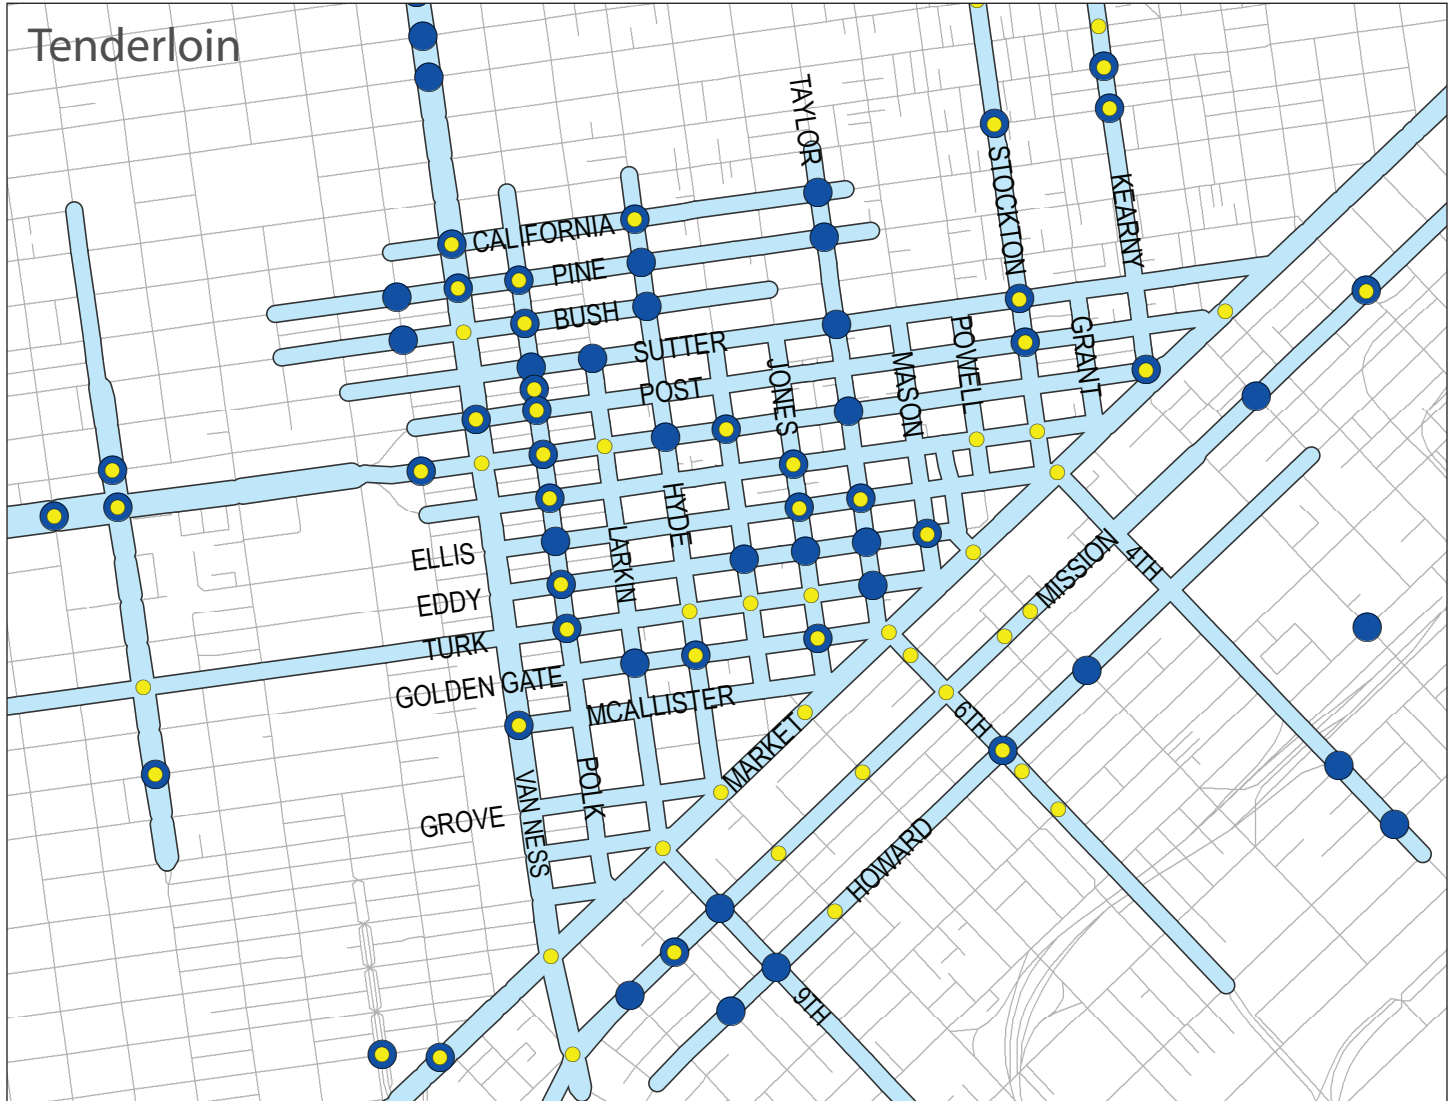 Tenderloin
TAYLOR
STOCKTON
KEARNY
CALIFORNIA
PINE
BUSH
SUTTER
POST
JONES
MASON
POWELL
GRANT
HYDE
LARKIN
ELLIS
EDDY
TURK
GOLDEN GATE
MCALLISTER
MARKET
MISSION
4TH
6TH
VAN NESS
POLK
GROVE
HOWARD
9TH